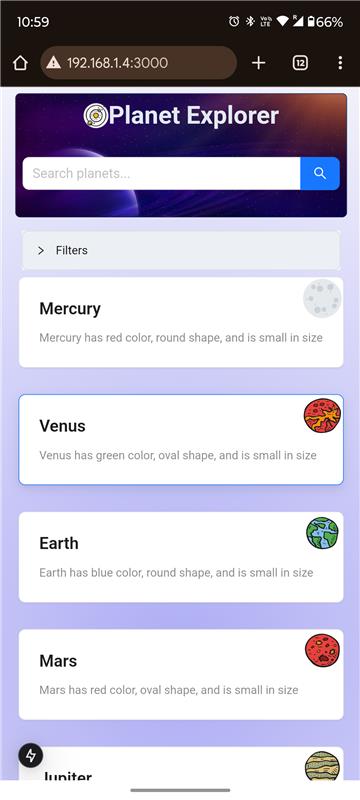 10:59
Vo)) LTE
66%
192.168.1.4:3000
12
Planet Explorer
Search planets...
Filters
Mercury
Mercury has red color, round shape, and is small in size
Venus
Venus has green color, oval shape, and is small in size
Earth
Earth has blue color, round shape, and is small in size
Mars
Mars has red color, oval shape, and is small in size
Jupiter